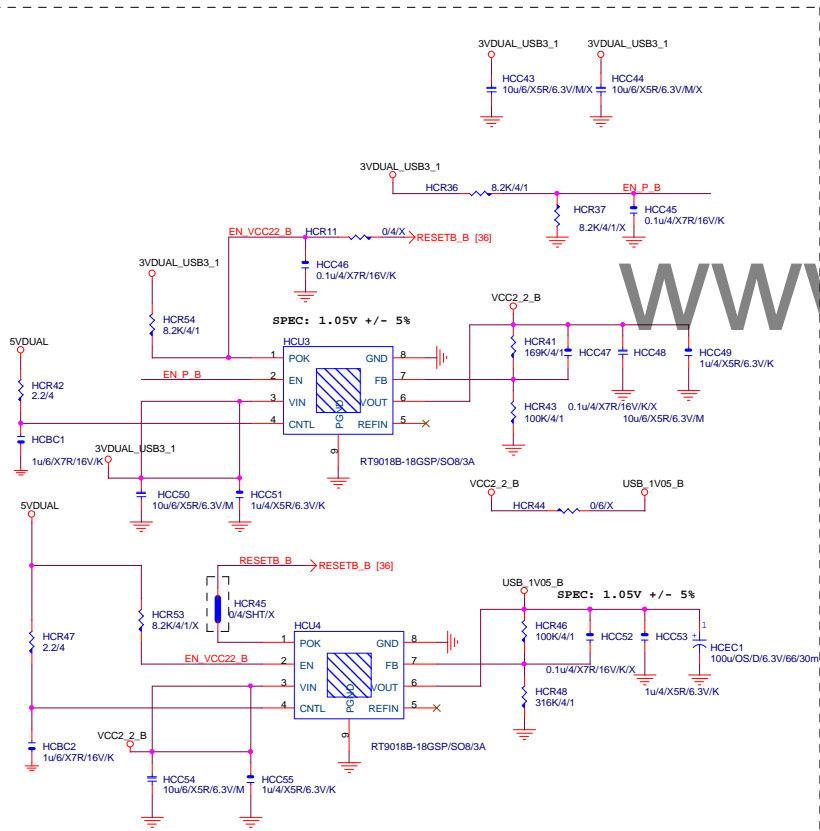 3VDUAL_USB3_1 3VDUAL_USB3_1
HCC43 HCC44
10u/6/X5R/6.3V/M/X 10u/6/X5R/6.3V/M/X
3VDUAL_USB3_1
HCR36 8.2K/4/1 EN_P_B
HCR37 HCC45
8.2K/4/1/X 0.1u/4/X7R/16V/K
EN_VCC22_B HCR11 0/4/X
RESETB_B [36]
HCC46
0.1u/4/X7R/16V/K
WWW
3VDUAL_USB3_1
HCR54
8.2K/4/1
SPEC: 1.05V +/- 5%
VCC2_2_B
5VDUAL
HCU3
HCR41 HCC47 HCC48 HCC49
169K/4/1 1u/4/X5R/6.3V/K
1 POK GND 8
EN_P_B 2 EN FB 7
3 VIN VOUT 6
4 CNTL REFIN 5
PGND
9
HCR42
2.2/4
HCR43
100K/4/1
0.1u/4/X7R/16V/K/X
10u/6/X5R/6.3V/M
HCBC1
1u/6/X7R/16V/K
3VDUAL_USB3_1
RT9018B-18GSP/SO8/3A
HCC50 HCC51
10u/6/X5R/6.3V/M 1u/4/X5R/6.3V/K
VCC2_2_B USB_1V05_B
HCR44 0/6/X
5VDUAL
RESETB_B
RESETB_B [36]
HCR45
0/4/SHT/X
USB_1V05_B
SPEC: 1.05V +/- 5%
HCR53
8.2K/4/1/X
HCU4
HCR47
2.2/4
1 POK GND 8
EN_VCC22_B 2 EN FB 7
3 VIN VOUT 6
4 CNTL REFIN 5
PGND
9
HCR46 HCC52 HCC53
100K/4/1
1
+
HCEC1
100u/OS/D/6.3V/66/30m
0.1u/4/X7R/16V/K/X
1u/4/X5R/6.3V/K
HCR48
316K/4/1
HCBC2
1u/6/X7R/16V/K
VCC2_2_B
RT9018B-18GSP/SO8/3A
HCC54 HCC55
10u/6/X5R/6.3V/M 1u/4/X5R/6.3V/K